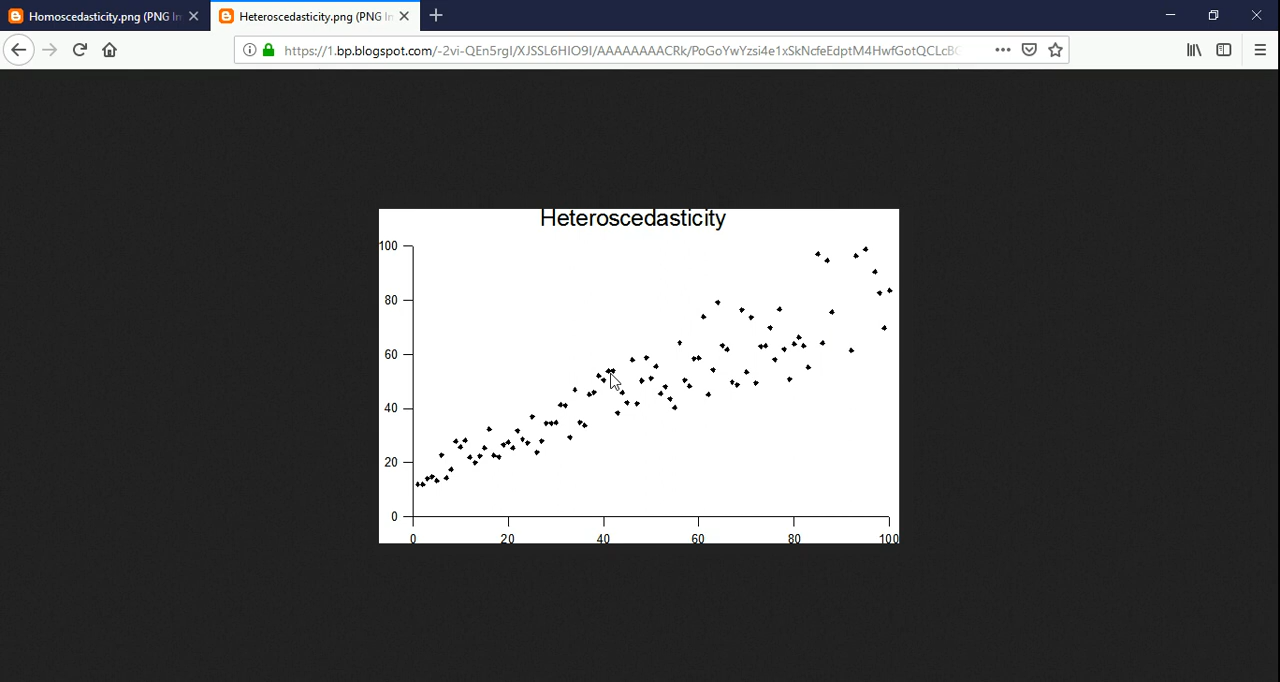 Homoscedasticity.png (PNG In
Heteroscedasticity.png (PNG In
https://1.bp.blogspot.com/-2vi-QEn5rgI/XJSSL6HIO9I/AAAAAAAACRk/PoGoYwYzsi4e1xSkNcfeEdptM4HwfGotQCLcBG
Heteroscedasticity
100
80
60
40
20
0
0 20 40 60 80 100